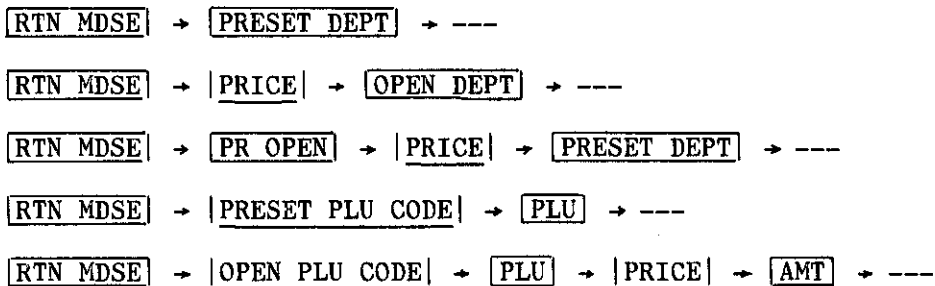 RTN MDSE → PRESET DEPT → ---
RTN MDSE → |PRICE| → OPEN DEPT → ---
RTN MDSE → PR OPEN → |PRICE| → PRESET DEPT → ---
RTN MDSE → |PRESET PLU CODE| → PLU → ---
RTN MDSE → |OPEN PLU CODE| → PLU → |PRICE| → AMT → ---